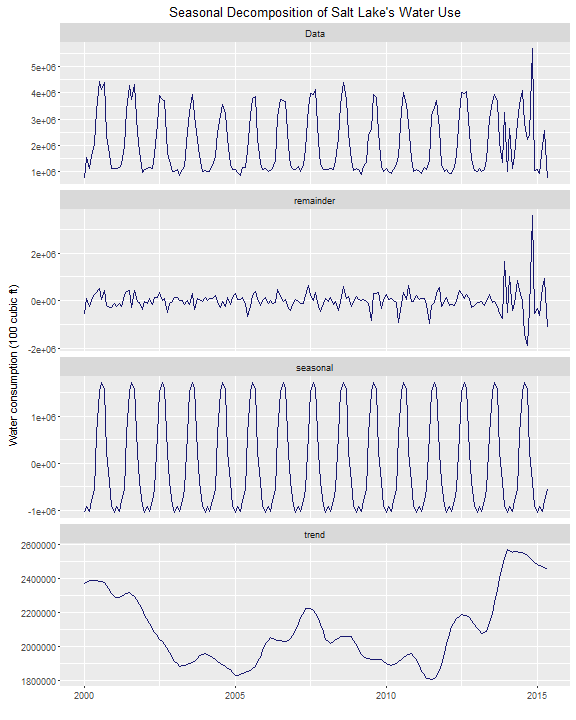 Seasonal Decomposition of Salt Lake's Water Use
Data
5e+06
4e+06
3e+06
2e+06
1e+06
remainder
2e+06
0e+00
-2e+06
seasonal
1e+06
0e+00
-1e+06
trend
2600000
2400000
2200000
2000000
1800000
Water consumption (100 cubic ft)
2000
2005
2010
2015